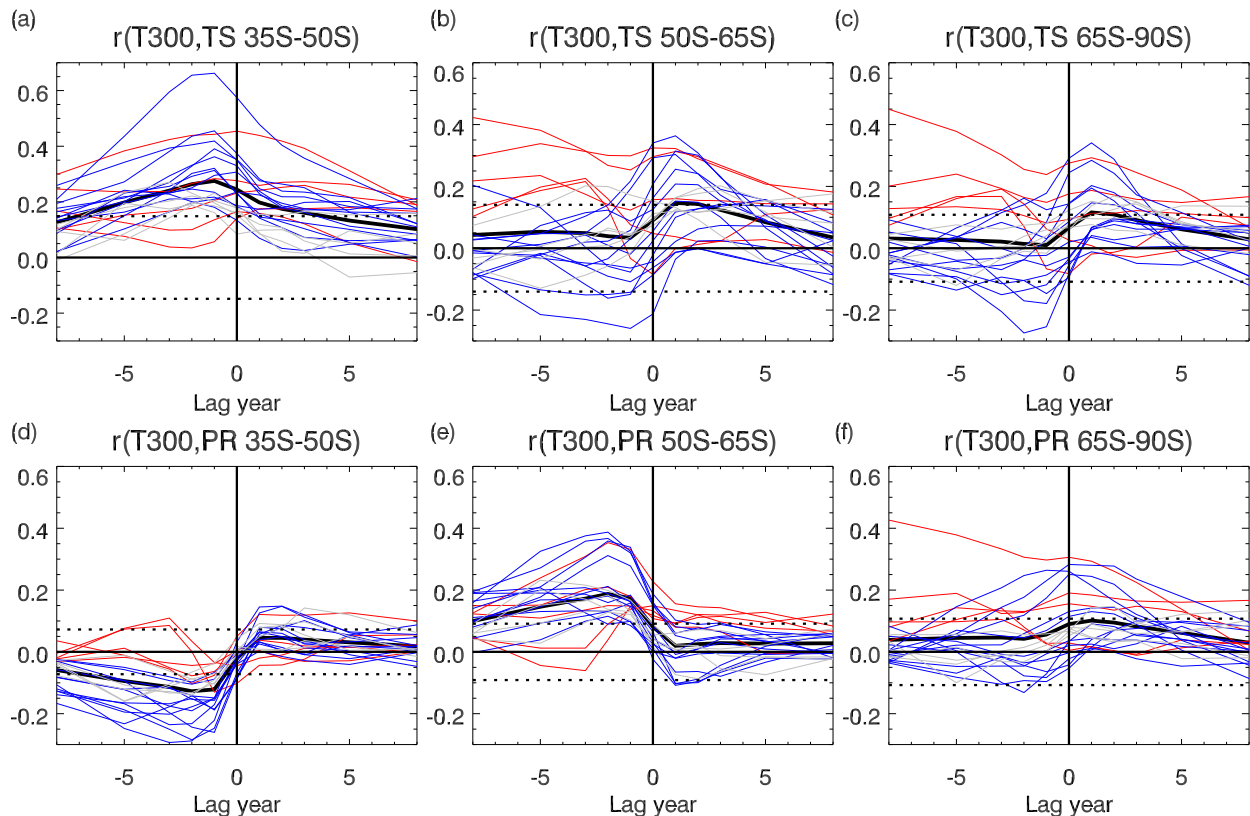 (a) (b) (c)
r(T300,TS 35S-50S) r(T300,TS 50S-65S) r(T300,TS 65S-90S)
0.6 0.6 0.6
0.4 0.4 0.4
0.2 0.2 0.2
0.0 0.0 0.0
-0.2 -0.2 -0.2
-5 0 5 -5 0 5 -5 0 5
Lag year Lag year Lag year
(d) (e) (f)
r(T300,PR 35S-50S) r(T300,PR 50S-65S) r(T300,PR 65S-90S)
0.6 0.6 0.6
0.4 0.4 0.4
0.2 0.2 0.2
0.0 0.0 0.0
-0.2 -0.2 -0.2
-5 0 5 -5 0 5 -5 0 5
Lag year Lag year Lag year